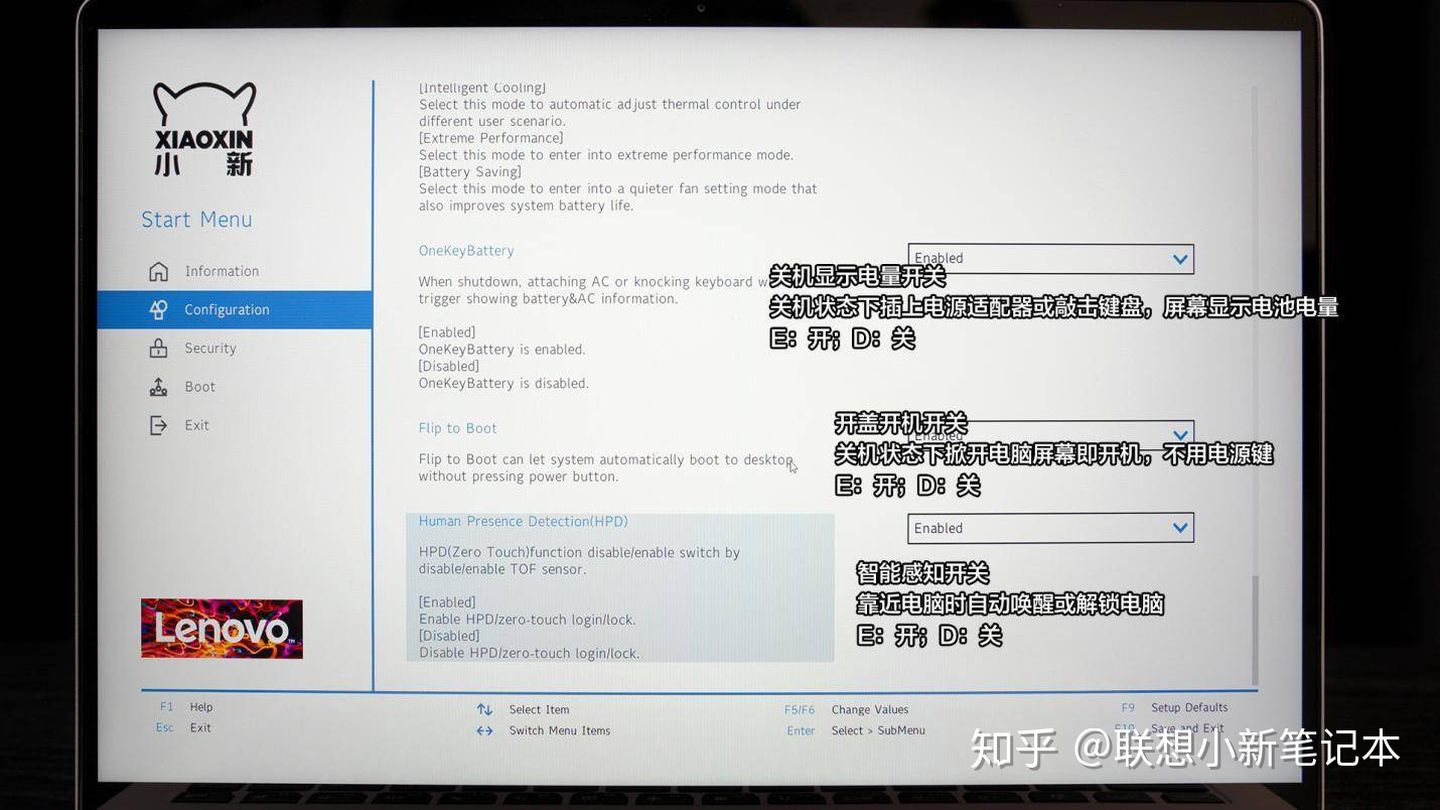 XIAOXIN
小新
Start Menu
Information
Configuration
Security
Boot
Exit
Lenovo
[Intelligent Cooling]
Select this mode to automatic adjust thermal control under
different user scenario.
[Extreme Performance]
Select this mode to enter into extreme performance mode.
[Battery Saving]
Select this mode to enter into a quieter fan setting mode that
also improves system battery life.
OneKeyBattery
Enabled
When shutdown, attaching AC or knocking keyboard w
trigger showing battery&AC information.
[Enabled]
OneKeyBattery is enabled.
[Disabled]
OneKeyBattery is disabled.
关机显示电量开关
关机状态下插上电源适配器或敲击键盘，屏幕显示电池电量
E：开；D：关
Flip to Boot
Enabled
Flip to Boot can let system automatically boot to desktop
without pressing power button.
开盖开机开关
关机状态下掀开电脑屏幕即开机，不用电源键
E：开；D：关
Human Presence Detection(HPD)
Enabled
HPD(Zero Touch)function disable/enable switch by
disable/enable TOF sensor.
[Enabled]
Enable HPD/zero-touch login/lock.
[Disabled]
Disable HPD/zero-touch login/lock.
智能感知开关
靠近电脑时自动唤醒或解锁电脑
E：开；D：关
F1 Help
Esc Exit
Select Item
Switch Menu Items
F5/F6 Change Values
Enter Select > SubMenu
F9 Setup Defaults
F10 Save and Exit
知乎 @联想小新笔记本